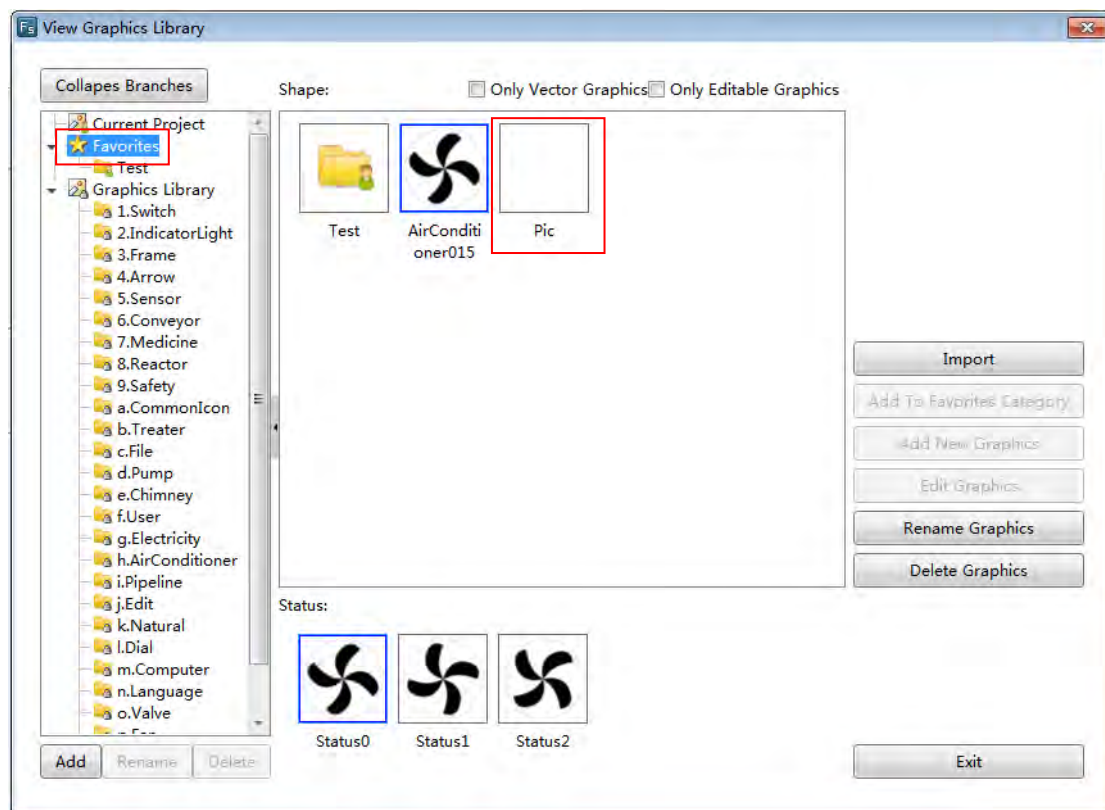 Fs View Graphics Library
Collapes Branches
Shape:
Only Vector Graphics
Only Editable Graphics
Current Project
Favorites
Test
Graphics Library
1.Switch
2.IndicatorLight
3.Frame
4.Arrow
5.Sensor
6.Conveyor
7.Medicine
8.Reactor
9.Safety
a.CommonIcon
b.Treater
c.File
d.Pump
e.Chimney
f.User
g.Electricity
h.AirConditioner
i.Pipeline
j.Edit
k.Natural
l.Dial
m.Computer
n.Language
o.Valve
Add
Rename
Delete
Test
AirConditi
oner015
Pic
Status:
Status0
Status1
Status2
Import
Add To Favorites Category
Add New Graphics
Edit Graphics
Rename Graphics
Delete Graphics
Exit